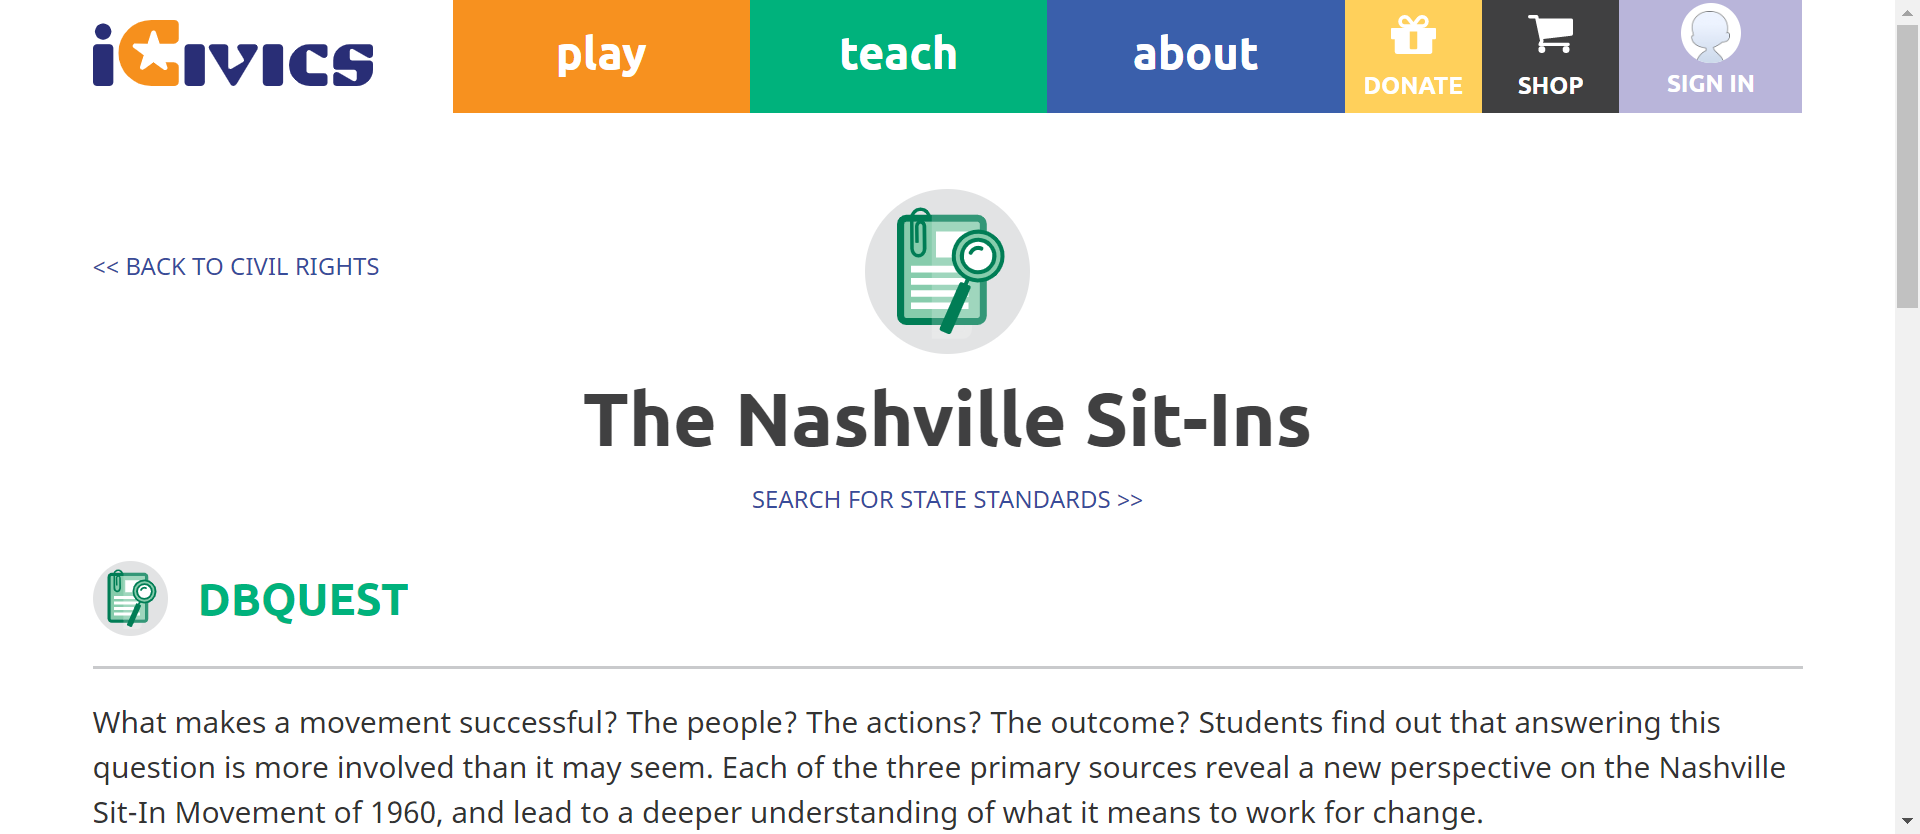 iCivics
play
teach
about
DONATE
SHOP
SIGN IN
<< BACK TO CIVIL RIGHTS
The Nashville Sit-Ins
SEARCH FOR STATE STANDARDS >>
DBQUEST
What makes a movement successful? The people? The actions? The outcome? Students find out that answering this
question is more involved than it may seem. Each of the three primary sources reveal a new perspective on the Nashville
Sit-In Movement of 1960, and lead to a deeper understanding of what it means to work for change.